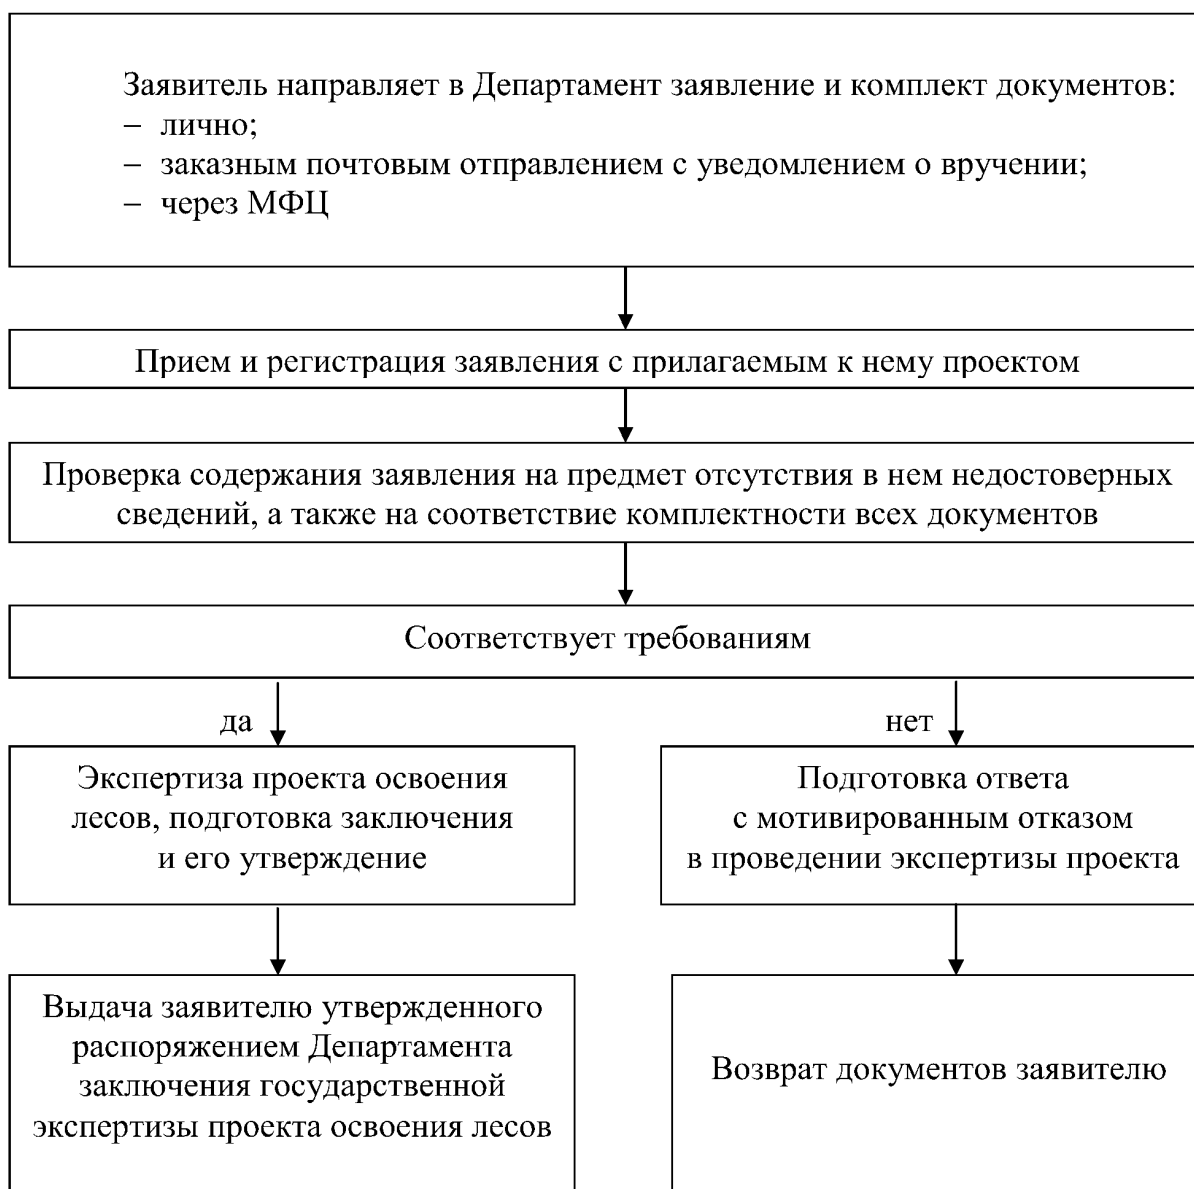 Заявитель направляет в Департамент заявление и комплект документов:
– лично;
– заказным почтовым отправлением с уведомлением о вручении;
– через МФЦ
Прием и регистрация заявления с прилагаемым к нему проектом
Проверка содержания заявления на предмет отсутствия в нем недостоверных
сведений, а также на соответствие комплектности всех документов
Соответствует требованиям
да
нет
Экспертиза проекта освоения
лесов, подготовка заключения
и его утверждение
Подготовка ответа
с мотивированным отказом
в проведении экспертизы проекта
Выдача заявителю утвержденного
распоряжением Департамента
заключения государственной
экспертизы проекта освоения лесов
Возврат документов заявителю